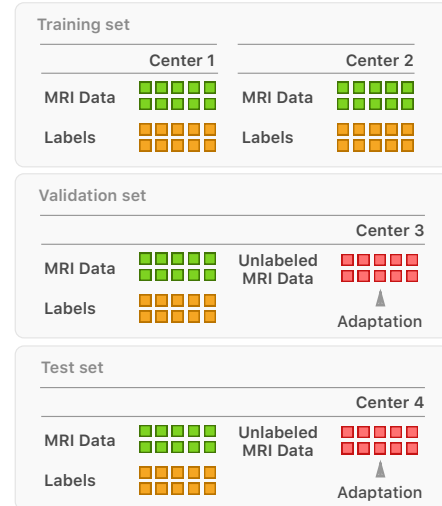 Training set
Center 1
Center 2
MRI Data
MRI Data
Labels
Labels
Validation set
Center 3
MRI Data
Unlabeled
MRI Data
Labels
Adaptation
Test set
Center 4
MRI Data
Unlabeled
MRI Data
Labels
Adaptation